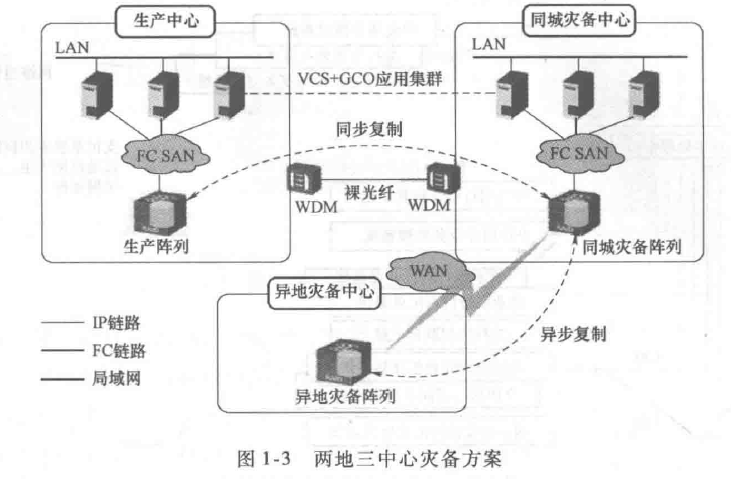 生产中心
同城灾备中心
LAN
LAN
VCS+GCO应用集群
同步复制
FC SAN
FC SAN
裸光纤
WDM
WDM
生产阵列
同城灾备阵列
WAN
异地灾备中心
IP链路
FC链路
局域网
异步复制
异地灾备阵列
图 1-3 两地三中心灾备方案